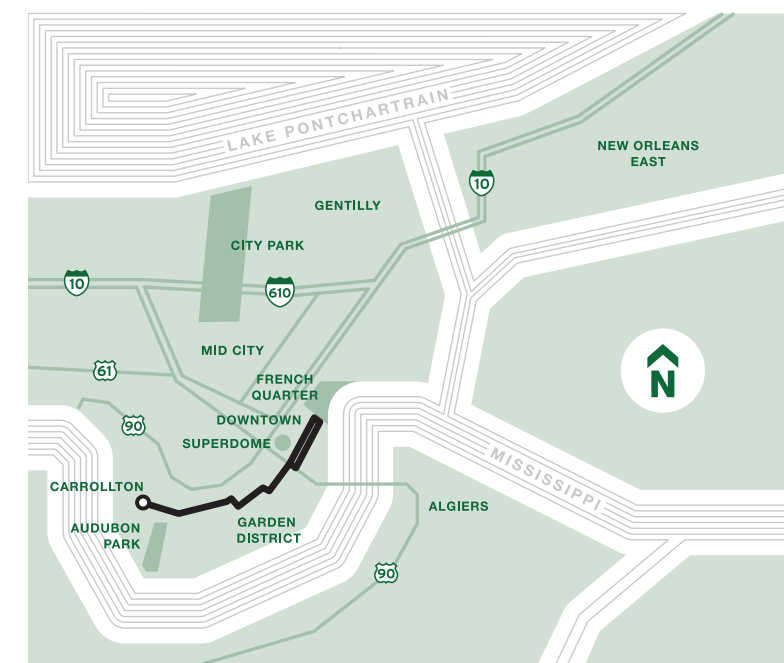 LAKE PONTCHARTRAIN
NEW ORLEANS
EAST
10
GENTILLY
CITY PARK
10
610
MID CITY
61
N
FRENCH
QUARTER
90
DOWNTOWN
SUPERDOME
MISSISSIPPI
CARROLLTON
ALGIERS
AUDUBON
PARK
GARDEN
DISTRICT
90